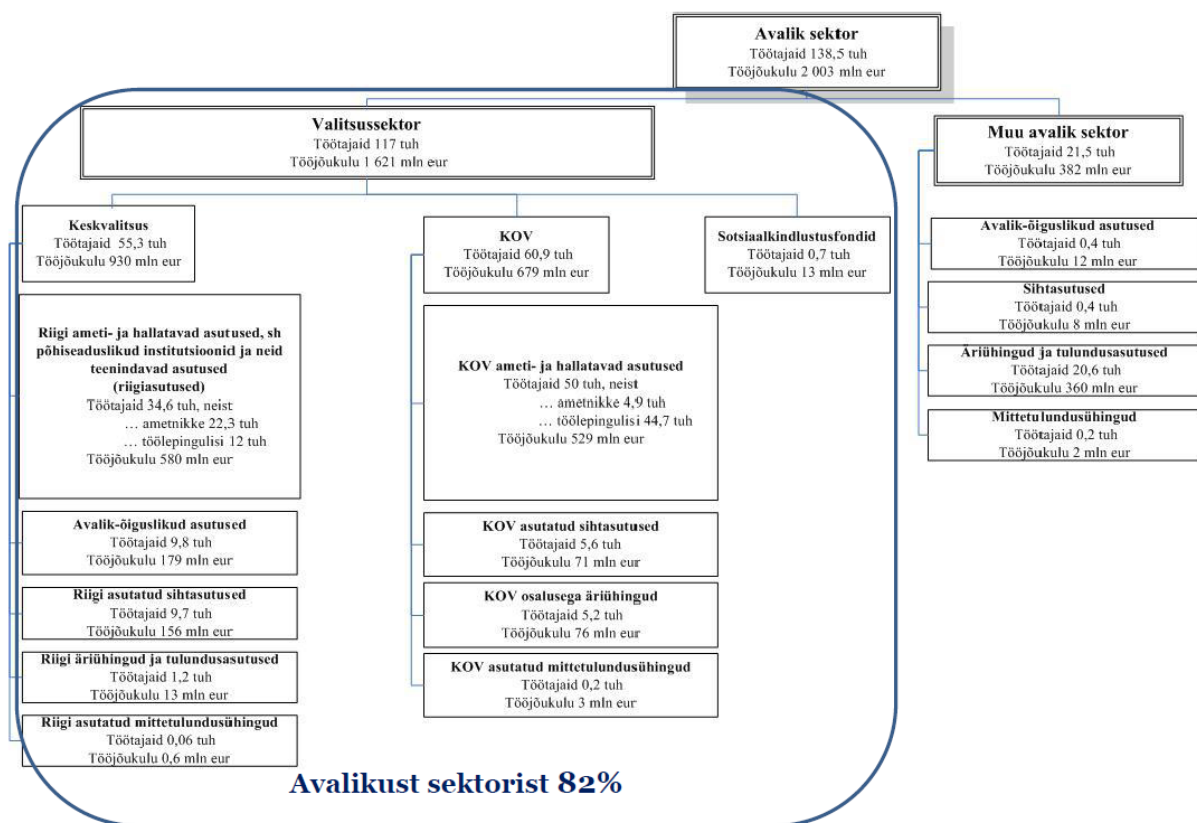 Avalik sektor
Töötajaid 138,5 tuh
Tööjõukulu 2 003 mln eur
Valitsussektor
Töötajaid 117 tuh
Tööjõukulu 1 621 mln eur
Muu avalik sektor
Töötajaid 21,5 tuh
Tööjõukulu 382 mln eur
Keskvalitsus
Töötajaid 55,3 tuh
Tööjõukulu 930 mln eur
KOV
Töötajaid 60,9 tuh
Tööjõukulu 679 mln eur
Sotsiaalkindlustusfondid
Töötajaid 0,7 tuh
Tööjõukulu 13 mln eur
Riigi ameti- ja hallatavad asutused, sh
põhiseaduslikud institutsioonid ja neid
teenindavad asutused
(riigiasutused)
Töötajaid 34,6 tuh, neist
... ametnikke 22,3 tuh
... töölepingulisi 12 tuh
Tööjõukulu 580 mln eur
Avalik-õiguslikud asutused
Töötajaid 9,8 tuh
Tööjõukulu 179 mln eur
Riigi asutatud sihtasutused
Töötajaid 9,7 tuh
Tööjõukulu 156 mln eur
Riigi äriühingud ja tulundusasutused
Töötajaid 1,2 tuh
Tööjõukulu 13 mln eur
Riigi asutatud mittetulundusühingud
Töötajaid 0,06 tuh
Tööjõukulu 0,6 mln eur
KOV ameti- ja hallatavad asutused
Töötajaid 50 tuh, neist
... ametnikke 4,9 tuh
... töölepingulisi 44,7 tuh
Tööjõukulu 529 mln eur
KOV asutatud sihtasutused
Töötajaid 5,6 tuh
Tööjõukulu 71 mln eur
KOV osalusega äriühingud
Töötajaid 5,2 tuh
Tööjõukulu 76 mln eur
KOV asutatud mittetulundusühingud
Töötajaid 0,2 tuh
Tööjõukulu 3 mln eur
Avalik-õiguslikud asutused
Töötajaid 0,4 tuh
Tööjõukulu 12 mln eur
Sihtasutused
Töötajaid 0,4 tuh
Tööjõukulu 8 mln eur
Äriühingud ja tulundusasutused
Töötajaid 20,6 tuh
Tööjõukulu 360 mln eur
Mittetulundusühingud
Töötajaid 0,2 tuh
Tööjõukulu 2 mln eur
Avalikust sektorist 82%